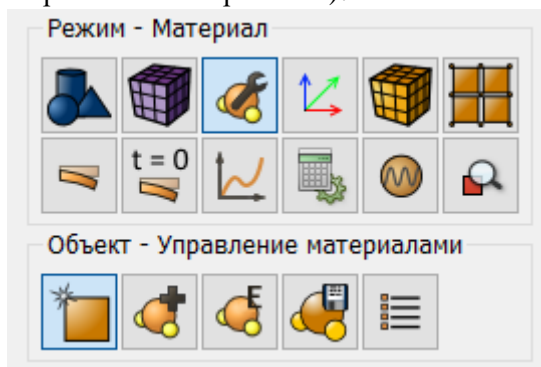 Режим - Материал
t = 0
Объект - Управление материалами
E